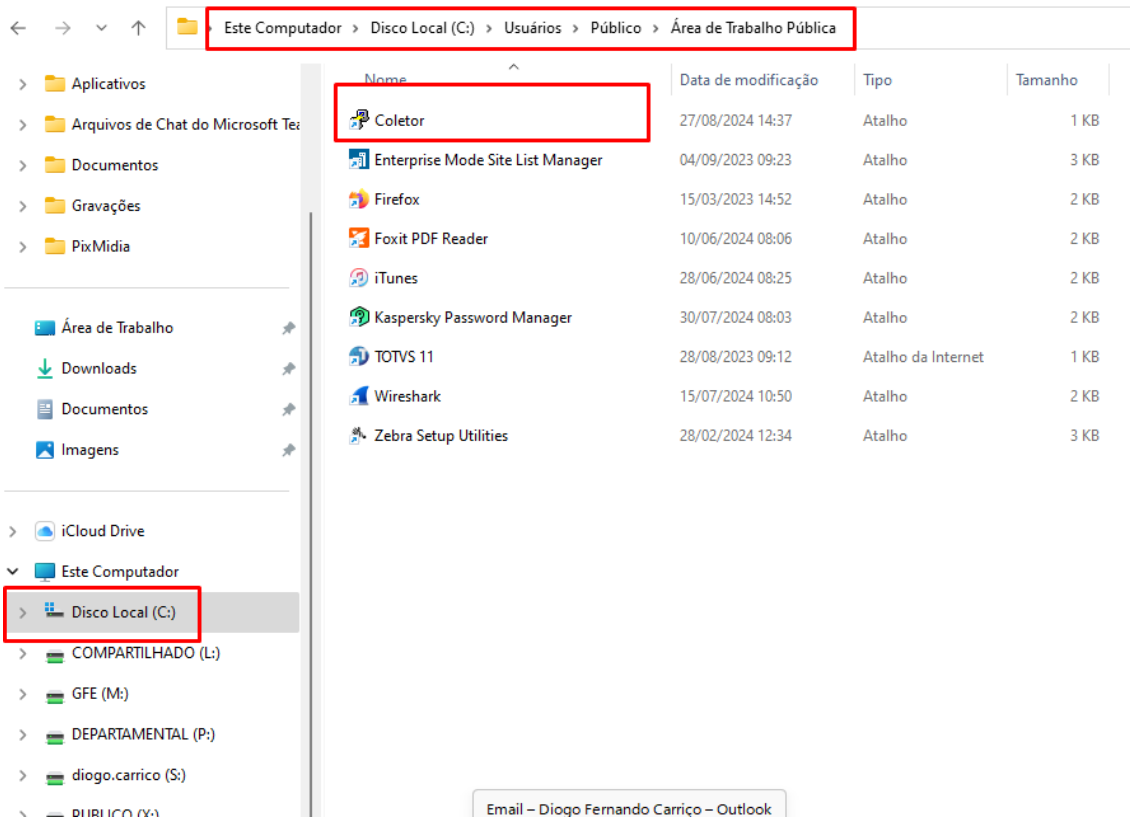 Este Computador > Disco Local (C:) > Usuários > Público > Área de Trabalho Pública
Aplicativos
Arquivos de Chat do Microsoft Tea
Documentos
Gravações
PixMidia
Área de Trabalho
Downloads
Documentos
Imagens
iCloud Drive
Este Computador
Disco Local (C:)
COMPARTILHADO (L:)
GFE (M:)
DEPARTAMENTAL (P:)
diogo.carrico (S:)
PUBLICO (X:)
Nome Data de modificação Tipo Tamanho
Coletor 27/08/2024 14:37 Atalho 1 KB
Enterprise Mode Site List Manager 04/09/2023 09:23 Atalho 3 KB
Firefox 15/03/2023 14:52 Atalho 2 KB
Foxit PDF Reader 10/06/2024 08:06 Atalho 2 KB
iTunes 28/06/2024 08:25 Atalho 2 KB
Kaspersky Password Manager 30/07/2024 08:03 Atalho 2 KB
TOTVS 11 28/08/2023 09:12 Atalho da Internet 1 KB
Wireshark 15/07/2024 10:50 Atalho 2 KB
Zebra Setup Utilities 28/02/2024 12:34 Atalho 3 KB
Email – Diogo Fernando Carriço – Outlook